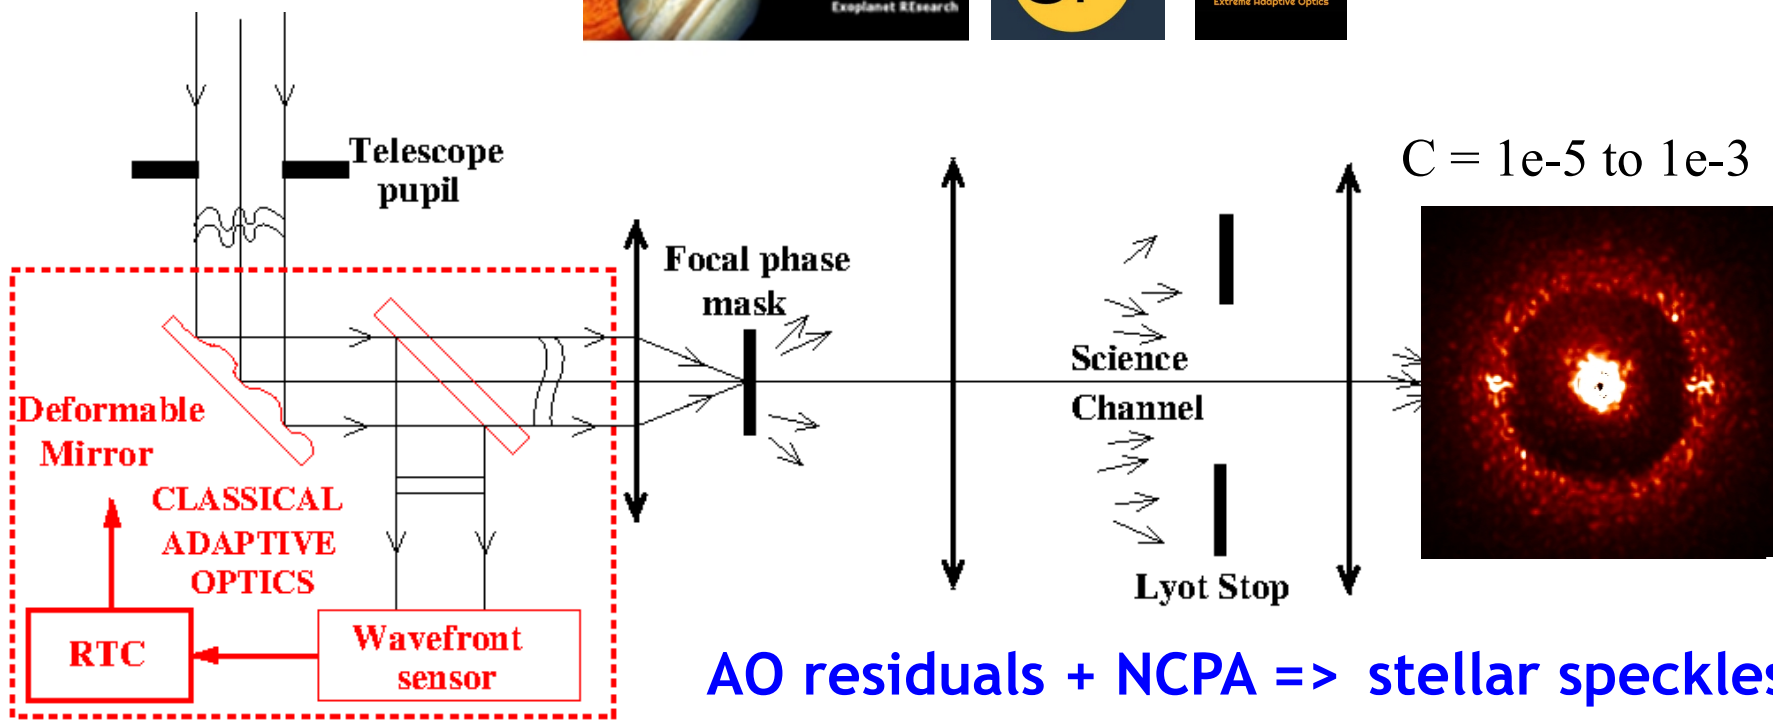 Exoplanet REsearch
Extreme Adaptive Optics
Telescope
pupil
C = 1e-5 to 1e-3
Focal phase
mask
Science
Channel
Deformable
Mirror
CLASSICAL
ADAPTIVE
OPTICS
Lyot Stop
RTC
Wavefront
sensor
AO residuals + NCPA => stellar speckles